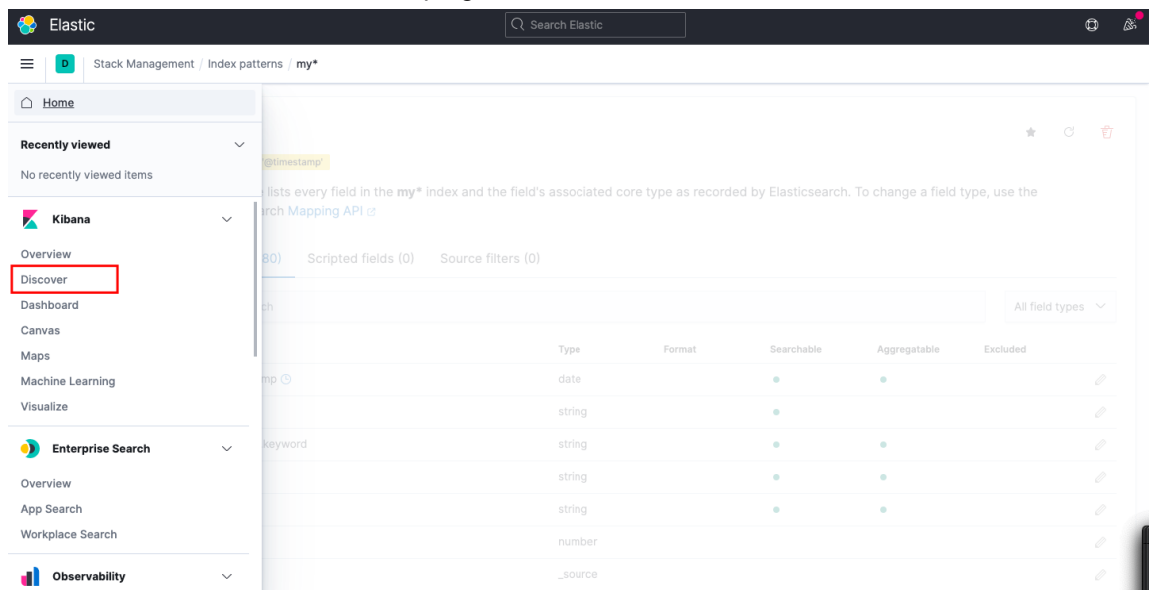 Elastic
Search Elastic
D
Stack Management / Index patterns / my*
Home
Recently viewed
No recently viewed items
Kibana
Overview
Discover
Dashboard
Canvas
Maps
Machine Learning
Visualize
Enterprise Search
Overview
App Search
Workplace Search
Observability
'@timestamp'
lists every field in the my* index and the field's associated core type as recorded by Elasticsearch. To change a field type, use the
Mapping API
80) Scripted fields (0) Source filters (0)
All field types
Type Format Searchable Aggregatable Excluded
date
string
keyword string
string
string
number
_source